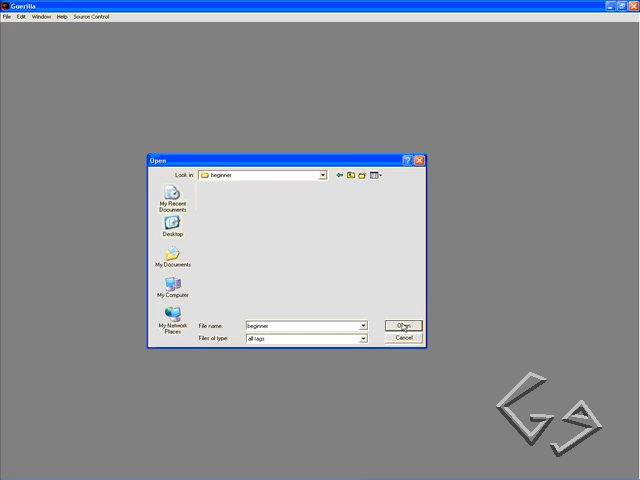 Guerilla
File Edit Window Help Source Control
Open
Look in: beginner
My Recent
Documents
Desktop
My Documents
My Computer
My Network
Places
File name: beginner
Open
Files of type: all tags
Cancel